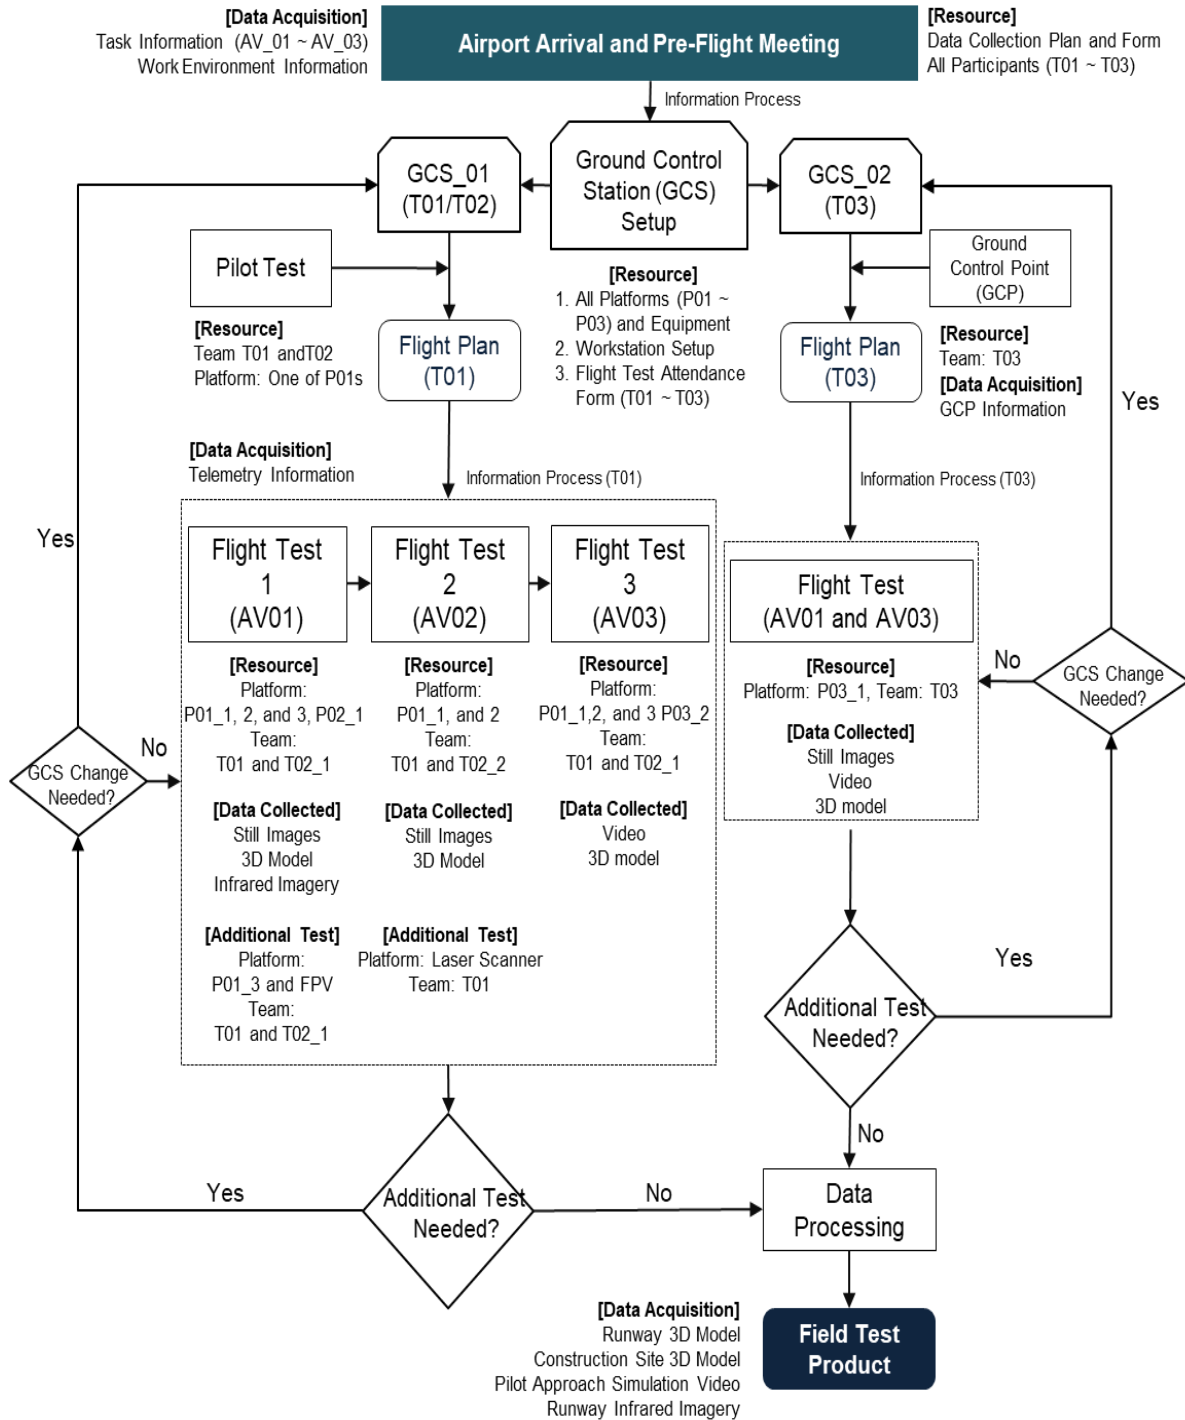 [Data Acquisition]
Task Information (AV_01 ~ AV_03)
Work Environment Information
Airport Arrival and Pre-Flight Meeting
[Resource]
Data Collection Plan and Form
All Participants (T01 ~ T03)
Information Process
GCS_01
(T01/T02)
Ground Control
Station (GCS)
Setup
GCS_02
(T03)
Pilot Test
Ground
Control Point
(GCP)
[Resource]
Team T01 andT02
Platform: One of P01s
Flight Plan
(T01)
[Resource]
1. All Platforms (P01 ~
P03) and Equipment
2. Workstation Setup
3. Flight Test Attendance
Form (T01 ~ T03)
Flight Plan
(T03)
[Resource]
Team: T03
[Data Acquisition]
GCP Information
Yes
[Data Acquisition]
Telemetry Information
Information Process (T01)
Information Process (T03)
Yes
Flight Test
1
(AV01)
Flight Test
2
(AV02)
Flight Test
3
(AV03)
Flight Test
(AV01 and AV03)
[Resource]
Platform:
P01_1, 2, and 3, P02_1
Team:
T01 and T02_1
[Resource]
Platform:
P01_1, and 2
Team:
T01 and T02_2
[Resource]
Platform:
P01_1,2, and 3 P03_2
Team:
T01 and T02_1
[Resource]
Platform: P03_1, Team: T03
No
GCS Change
Needed?
[Data Collected]
Still Images
Video
3D model
GCS Change
Needed?
No
[Data Collected]
Still Images
3D Model
Infrared Imagery
[Data Collected]
Still Images
3D Model
[Data Collected]
Video
3D model
[Additional Test]
Platform:
P01_3 and FPV
Team:
T01 and T02_1
[Additional Test]
Platform: Laser Scanner
Team: T01
Additional Test
Needed?
Yes
No
Yes
Additional Test
Needed?
No
Data
Processing
[Data Acquisition]
Runway 3D Model
Construction Site 3D Model
Pilot Approach Simulation Video
Runway Infrared Imagery
Field Test
Product